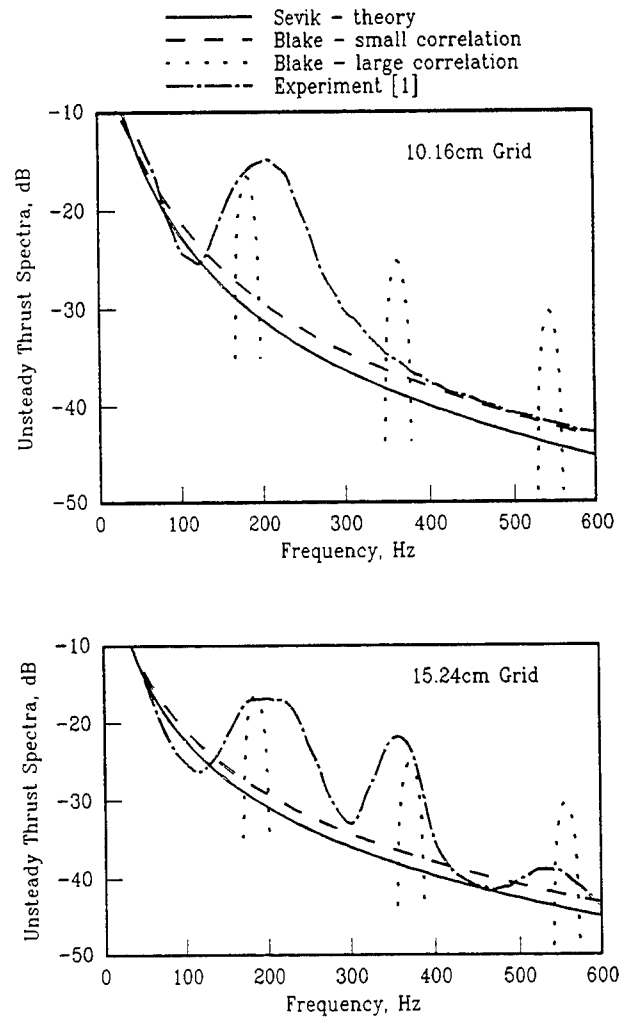 Sevik - theory
Blake - small correlation
Blake - large correlation
Experiment [1]
-10
10.16cm Grid
-20
-30
-40
-50
Unsteady Thrust Spectra, dB
0 100 200 300 400 500 600
Frequency, Hz
-10
15.24cm Grid
-20
-30
-40
-50
Unsteady Thrust Spectra, dB
0 100 200 300 400 500 600
Frequency, Hz